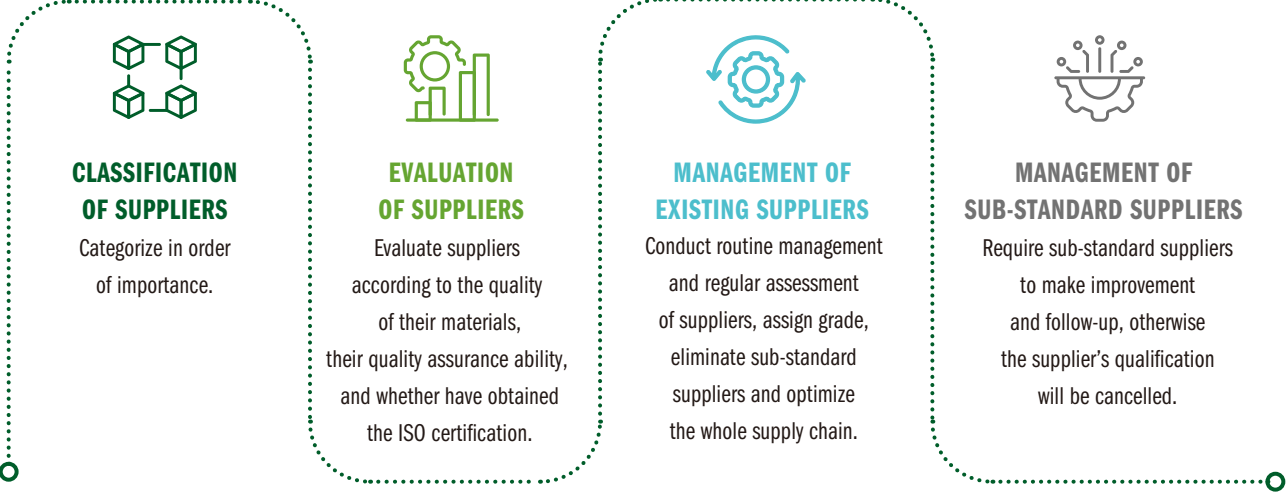 CLASSIFICATION
OF SUPPLIERS
Categorize in order
of importance.
EVALUATION
OF SUPPLIERS
Evaluate suppliers
according to the quality
of their materials,
their quality assurance ability,
and whether have obtained
the ISO certification.
MANAGEMENT OF
EXISTING SUPPLIERS
Conduct routine management
and regular assessment
of suppliers, assign grade,
eliminate sub-standard
suppliers and optimize
the whole supply chain.
MANAGEMENT OF
SUB-STANDARD SUPPLIERS
Require sub-standard suppliers
to make improvement
and follow-up, otherwise
the supplier’s qualification
will be cancelled.